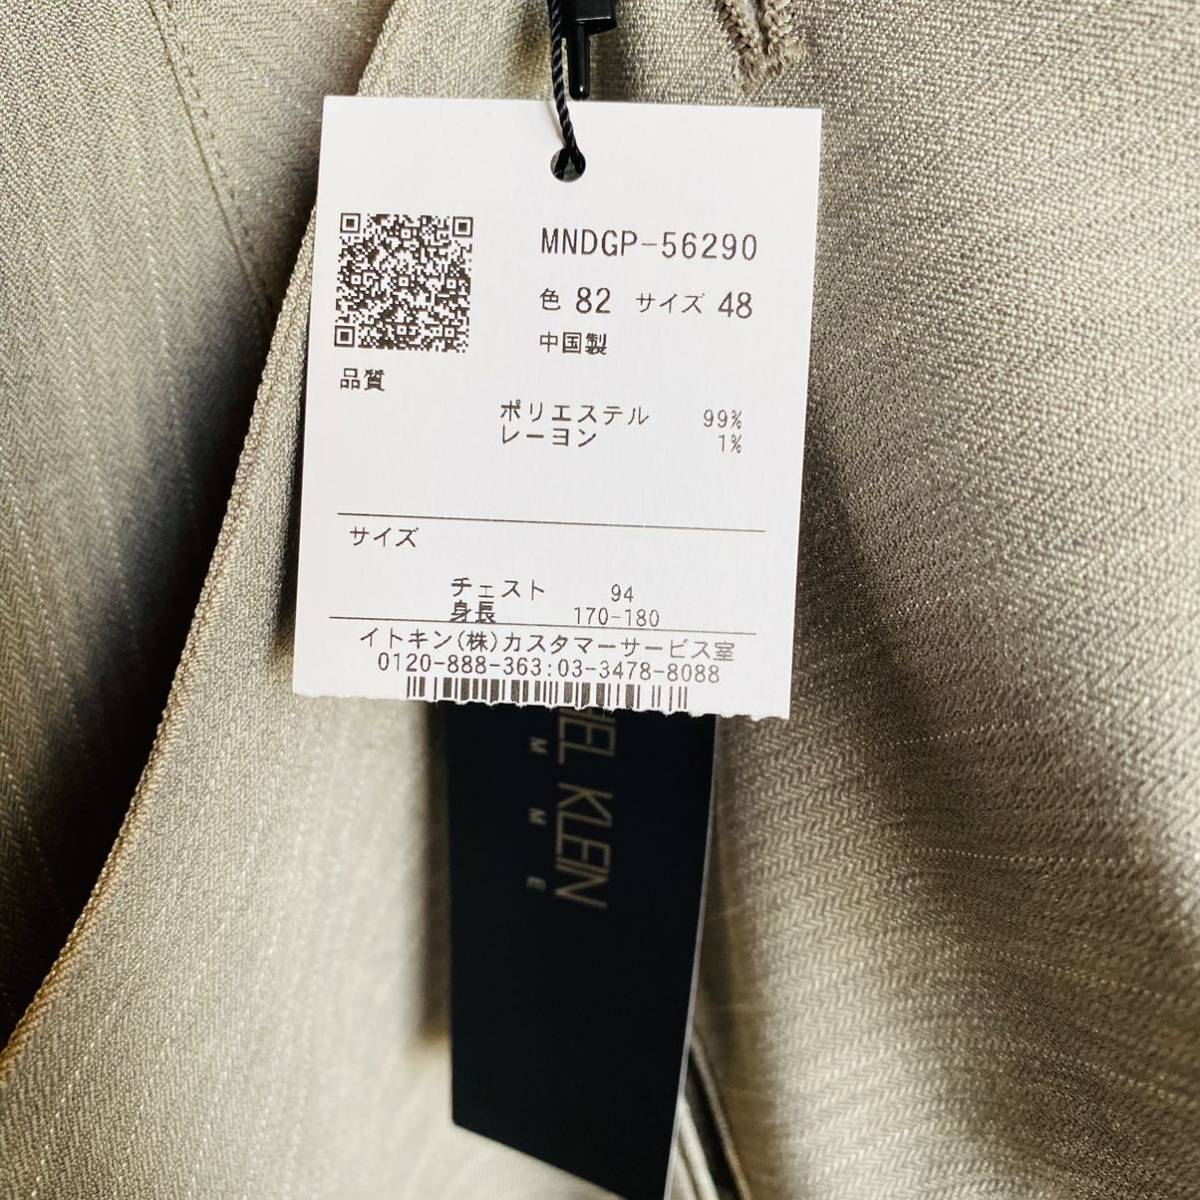 MNDGP-56290
色 82 サイズ 48
中国製
品質
ポリエステル 99%
レーヨン 1%
サイズ
チェスト 94
身長 170-180
イトキン(株)カスタマーサービス室
0120-888-363:03-3478-8088
HEL KLEIN
M M E